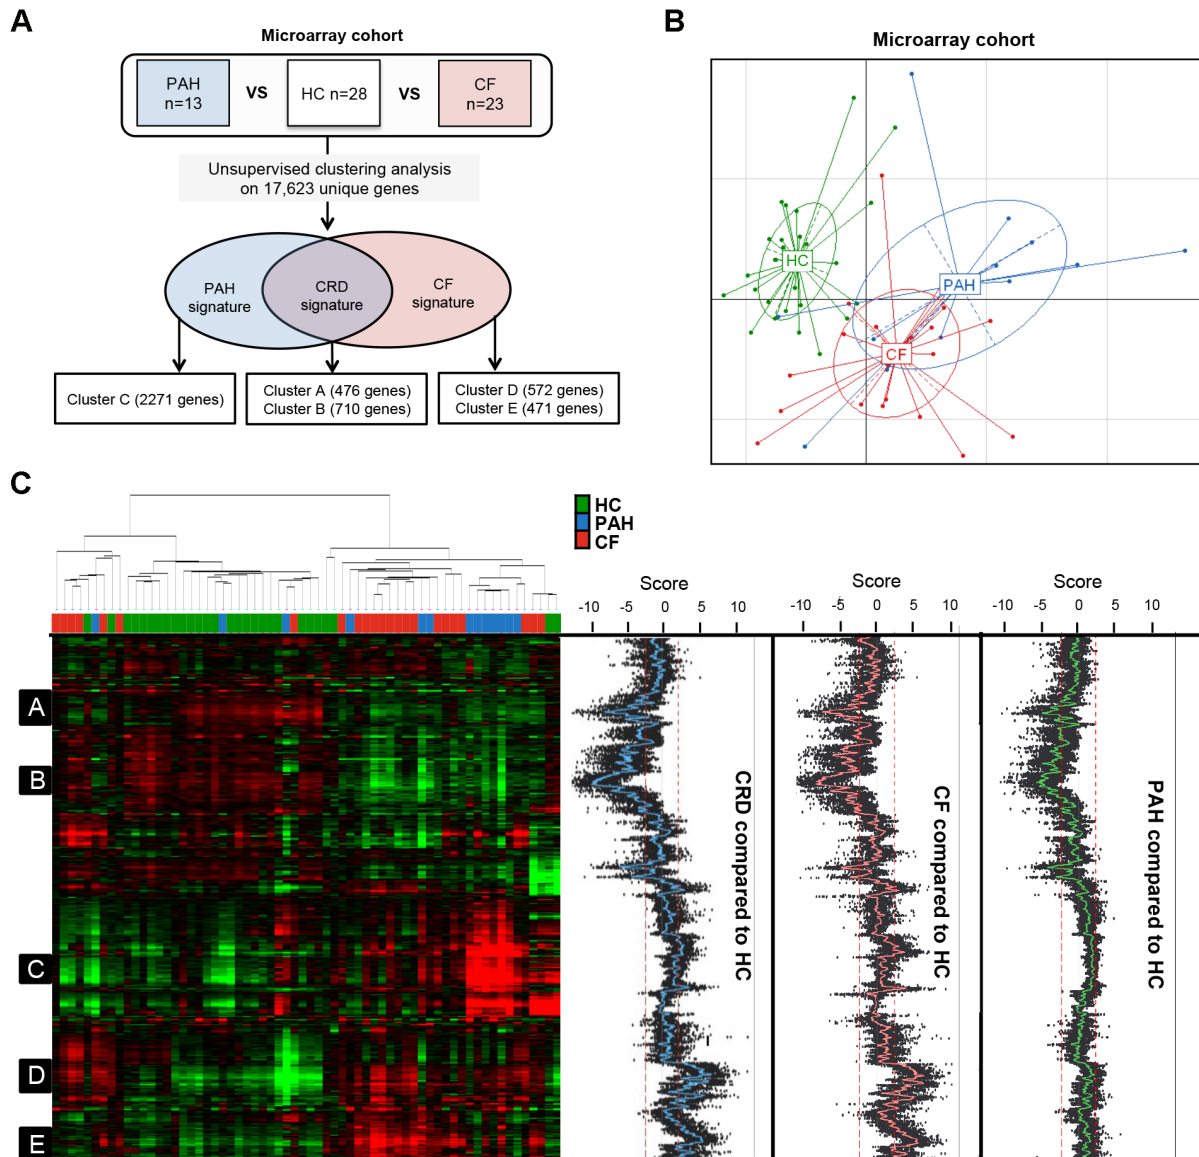 A
Microarray cohort
PAH
n=13
VS
HC n=28
VS
CF
n=23
Unsupervised clustering analysis
on 17,623 unique genes
PAH
signature
CRD
signature
CF
signature
Cluster C (2271 genes)
Cluster A (476 genes)
Cluster B (710 genes)
Cluster D (572 genes)
Cluster E (471 genes)
B
Microarray cohort
HC
PAH
CF
C
HC
PAH
CF
A
B
C
D
E
Score
-10 -5 0 5 10
CRD compared to HC
Score
-10 -5 0 5 10
CF compared to HC
Score
-10 -5 0 5 10
PAH compared to HC